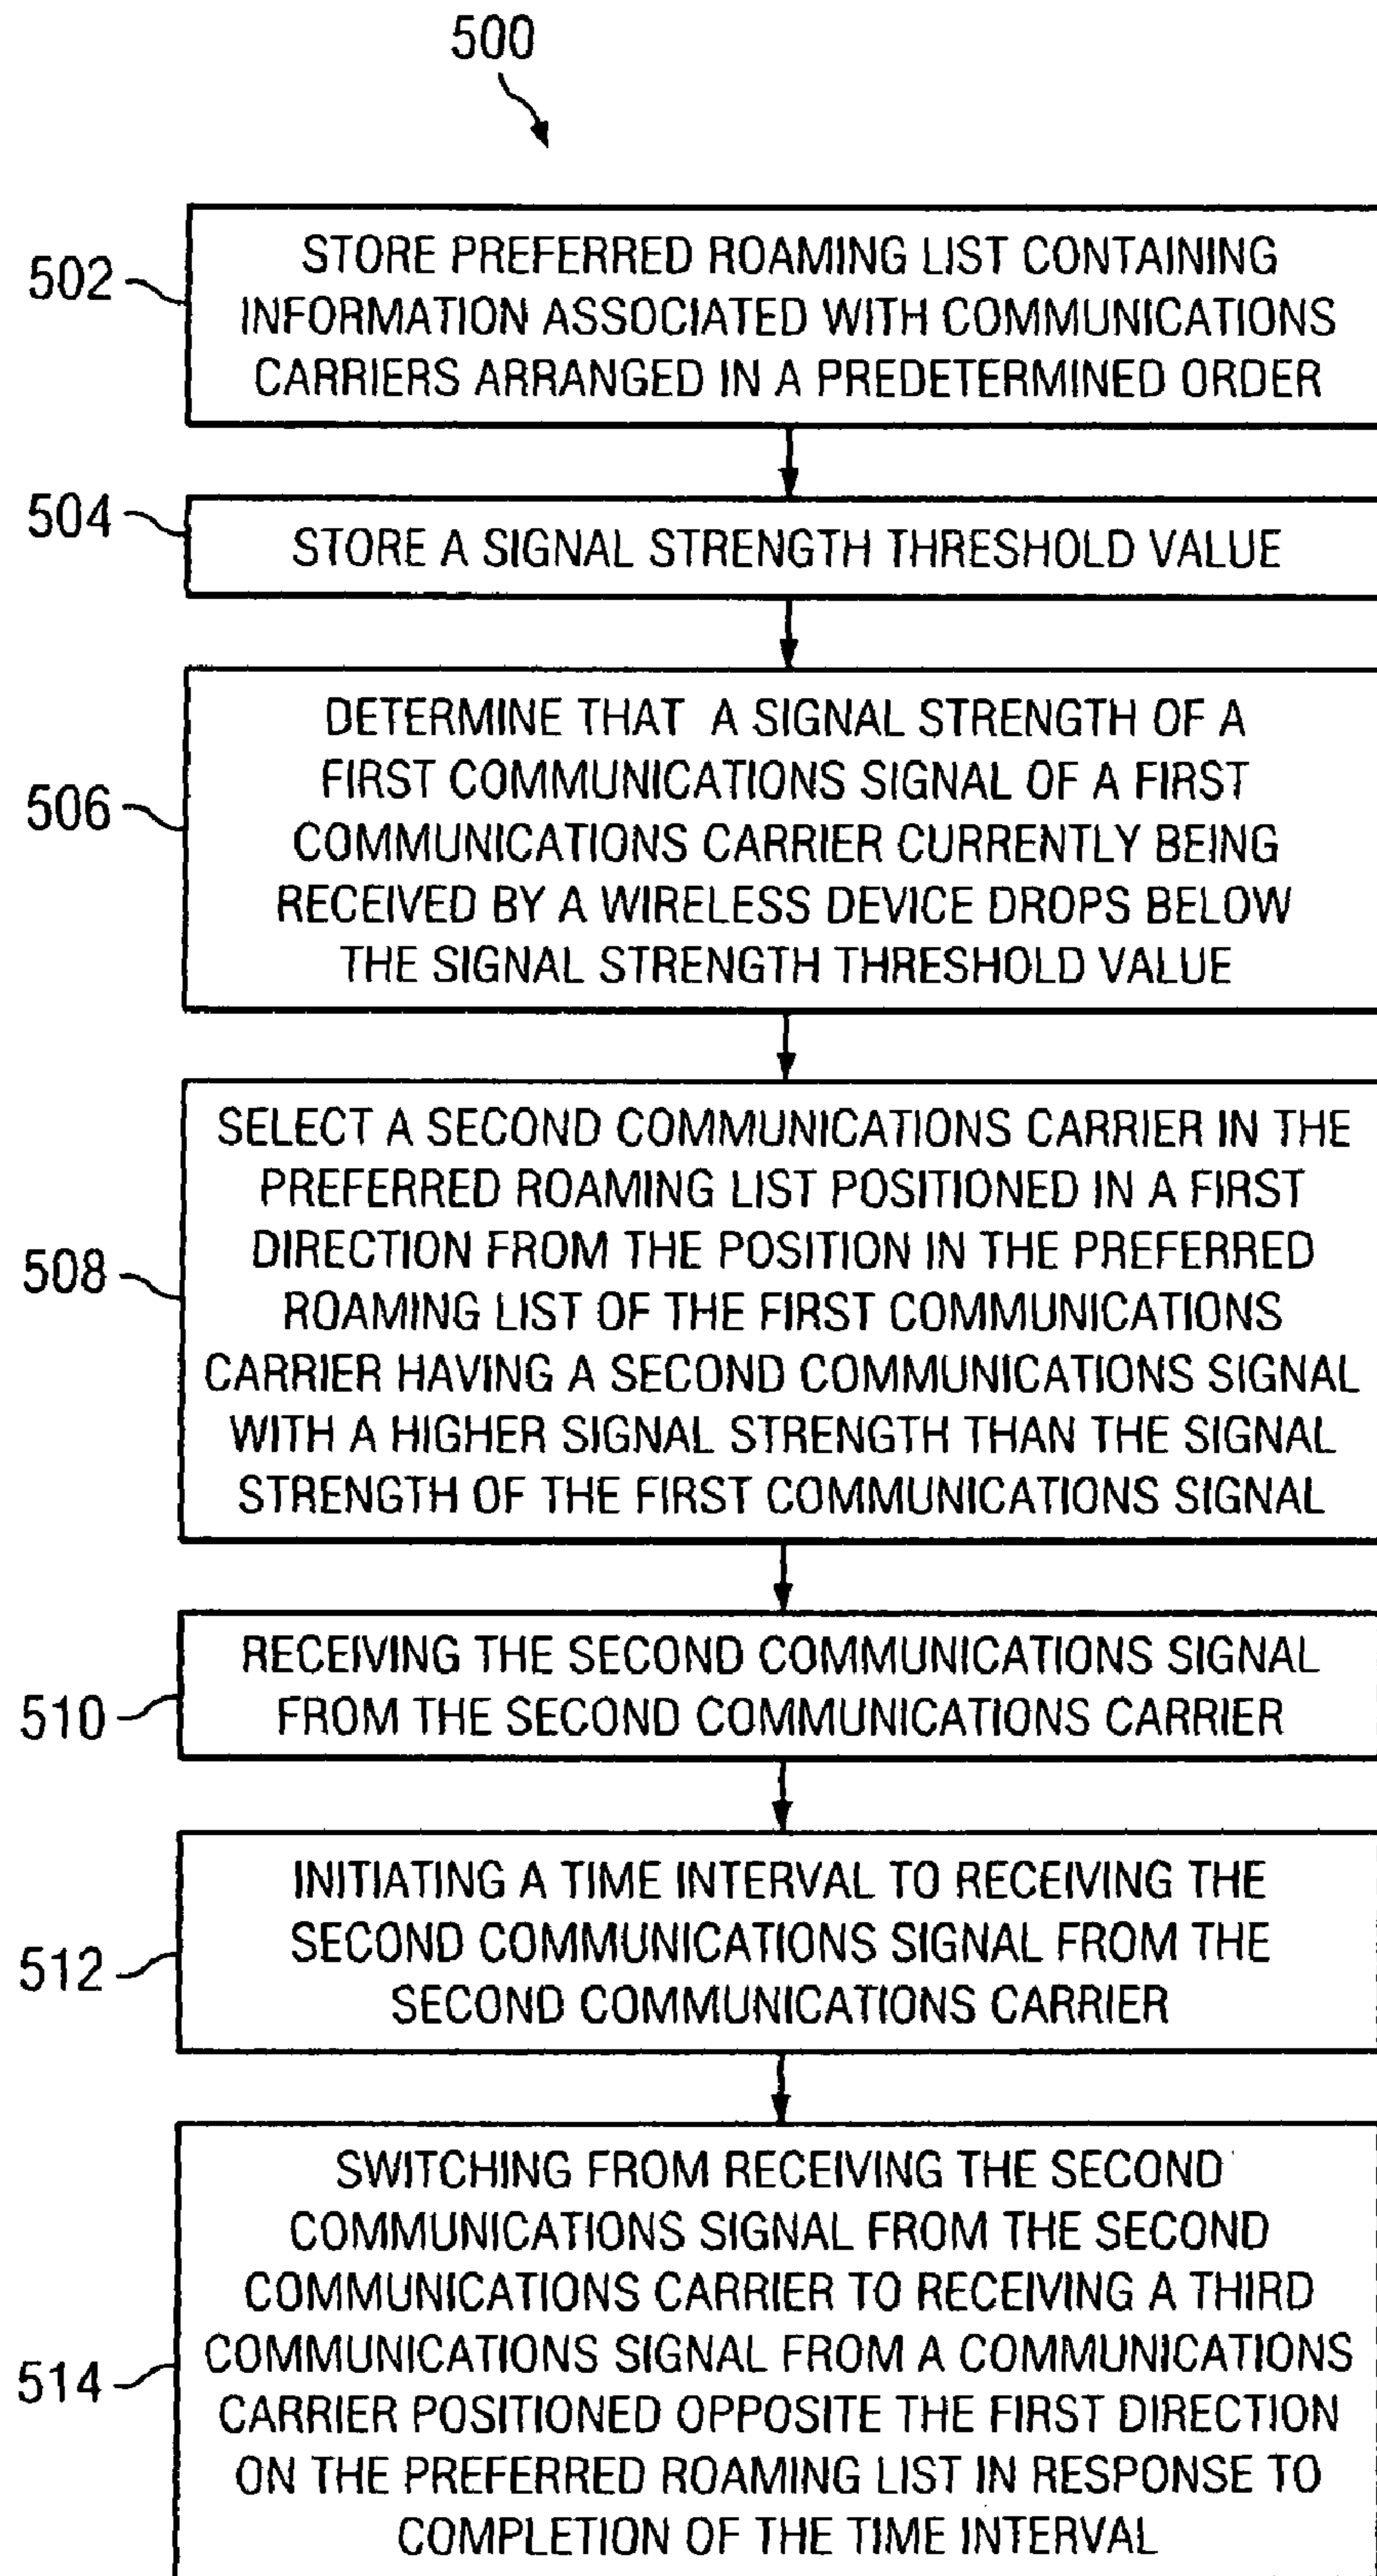 500
502
STORE PREFERRED ROAMING LIST CONTAINING
INFORMATION ASSOCIATED WITH COMMUNICATIONS
CARRIERS ARRANGED IN A PREDETERMINED ORDER
504
STORE A SIGNAL STRENGTH THRESHOLD VALUE
506
DETERMINE THAT A SIGNAL STRENGTH OF A
FIRST COMMUNICATIONS SIGNAL OF A FIRST
COMMUNICATIONS CARRIER CURRENTLY BEING
RECEIVED BY A WIRELESS DEVICE DROPS BELOW
THE SIGNAL STRENGTH THRESHOLD VALUE
508
SELECT A SECOND COMMUNICATIONS CARRIER IN THE
PREFERRED ROAMING LIST POSITIONED IN A FIRST
DIRECTION FROM THE POSITION IN THE PREFERRED
ROAMING LIST OF THE FIRST COMMUNICATIONS
CARRIER HAVING A SECOND COMMUNICATIONS SIGNAL
WITH A HIGHER SIGNAL STRENGTH THAN THE SIGNAL
STRENGTH OF THE FIRST COMMUNICATIONS SIGNAL
510
RECEIVING THE SECOND COMMUNICATIONS SIGNAL
FROM THE SECOND COMMUNICATIONS CARRIER
512
INITIATING A TIME INTERVAL TO RECEIVING THE
SECOND COMMUNICATIONS SIGNAL FROM THE
SECOND COMMUNICATIONS CARRIER
514
SWITCHING FROM RECEIVING THE SECOND
COMMUNICATIONS SIGNAL FROM THE SECOND
COMMUNICATIONS CARRIER TO RECEIVING A THIRD
COMMUNICATIONS SIGNAL FROM A COMMUNICATIONS
CARRIER POSITIONED OPPOSITE THE FIRST DIRECTION
ON THE PREFERRED ROAMING LIST IN RESPONSE TO
COMPLETION OF THE TIME INTERVAL